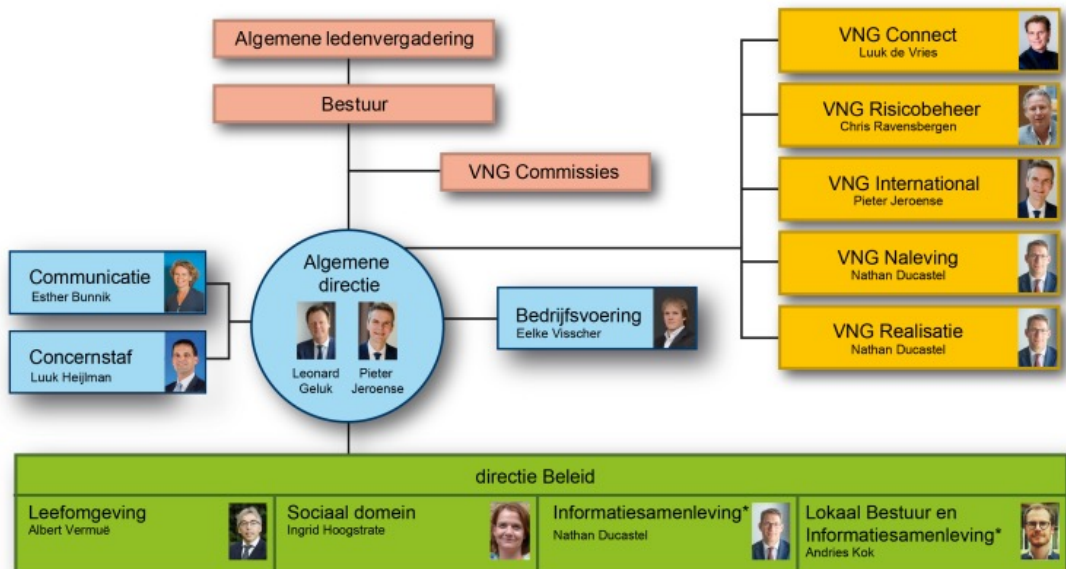 Algemene ledenvergadering
Bestuur
VNG Commissies
VNG Connect
Luuk de Vries
VNG Risicobeheer
Chris Ravensbergen
VNG International
Pieter Jeroense
VNG Naleving
Nathan Ducastel
VNG Realisatie
Nathan Ducastel
Communicatie
Esther Bunnik
Concernstaf
Luuk Heijlman
Algemene
directie
Leonard
Geluk
Pieter
Jeroense
Bedrijfsvoering
Eelke Visscher
directie Beleid
Leefomgeving
Albert Vermuë
Sociaal domein
Ingrid Hoogstrate
Informatiesamenleving*
Nathan Ducastel
Lokaal Bestuur en
Informatiesamenleving*
Andries Kok